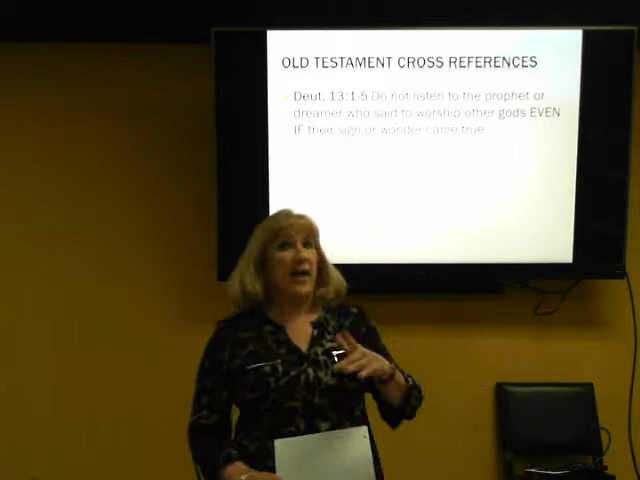 OLD TESTAMENT CROSS REFERENCES
Deut. 13:1-5 Do not listen to the prophet or
dreamer who said to worship other gods EVEN
IF their sign or wonder came true